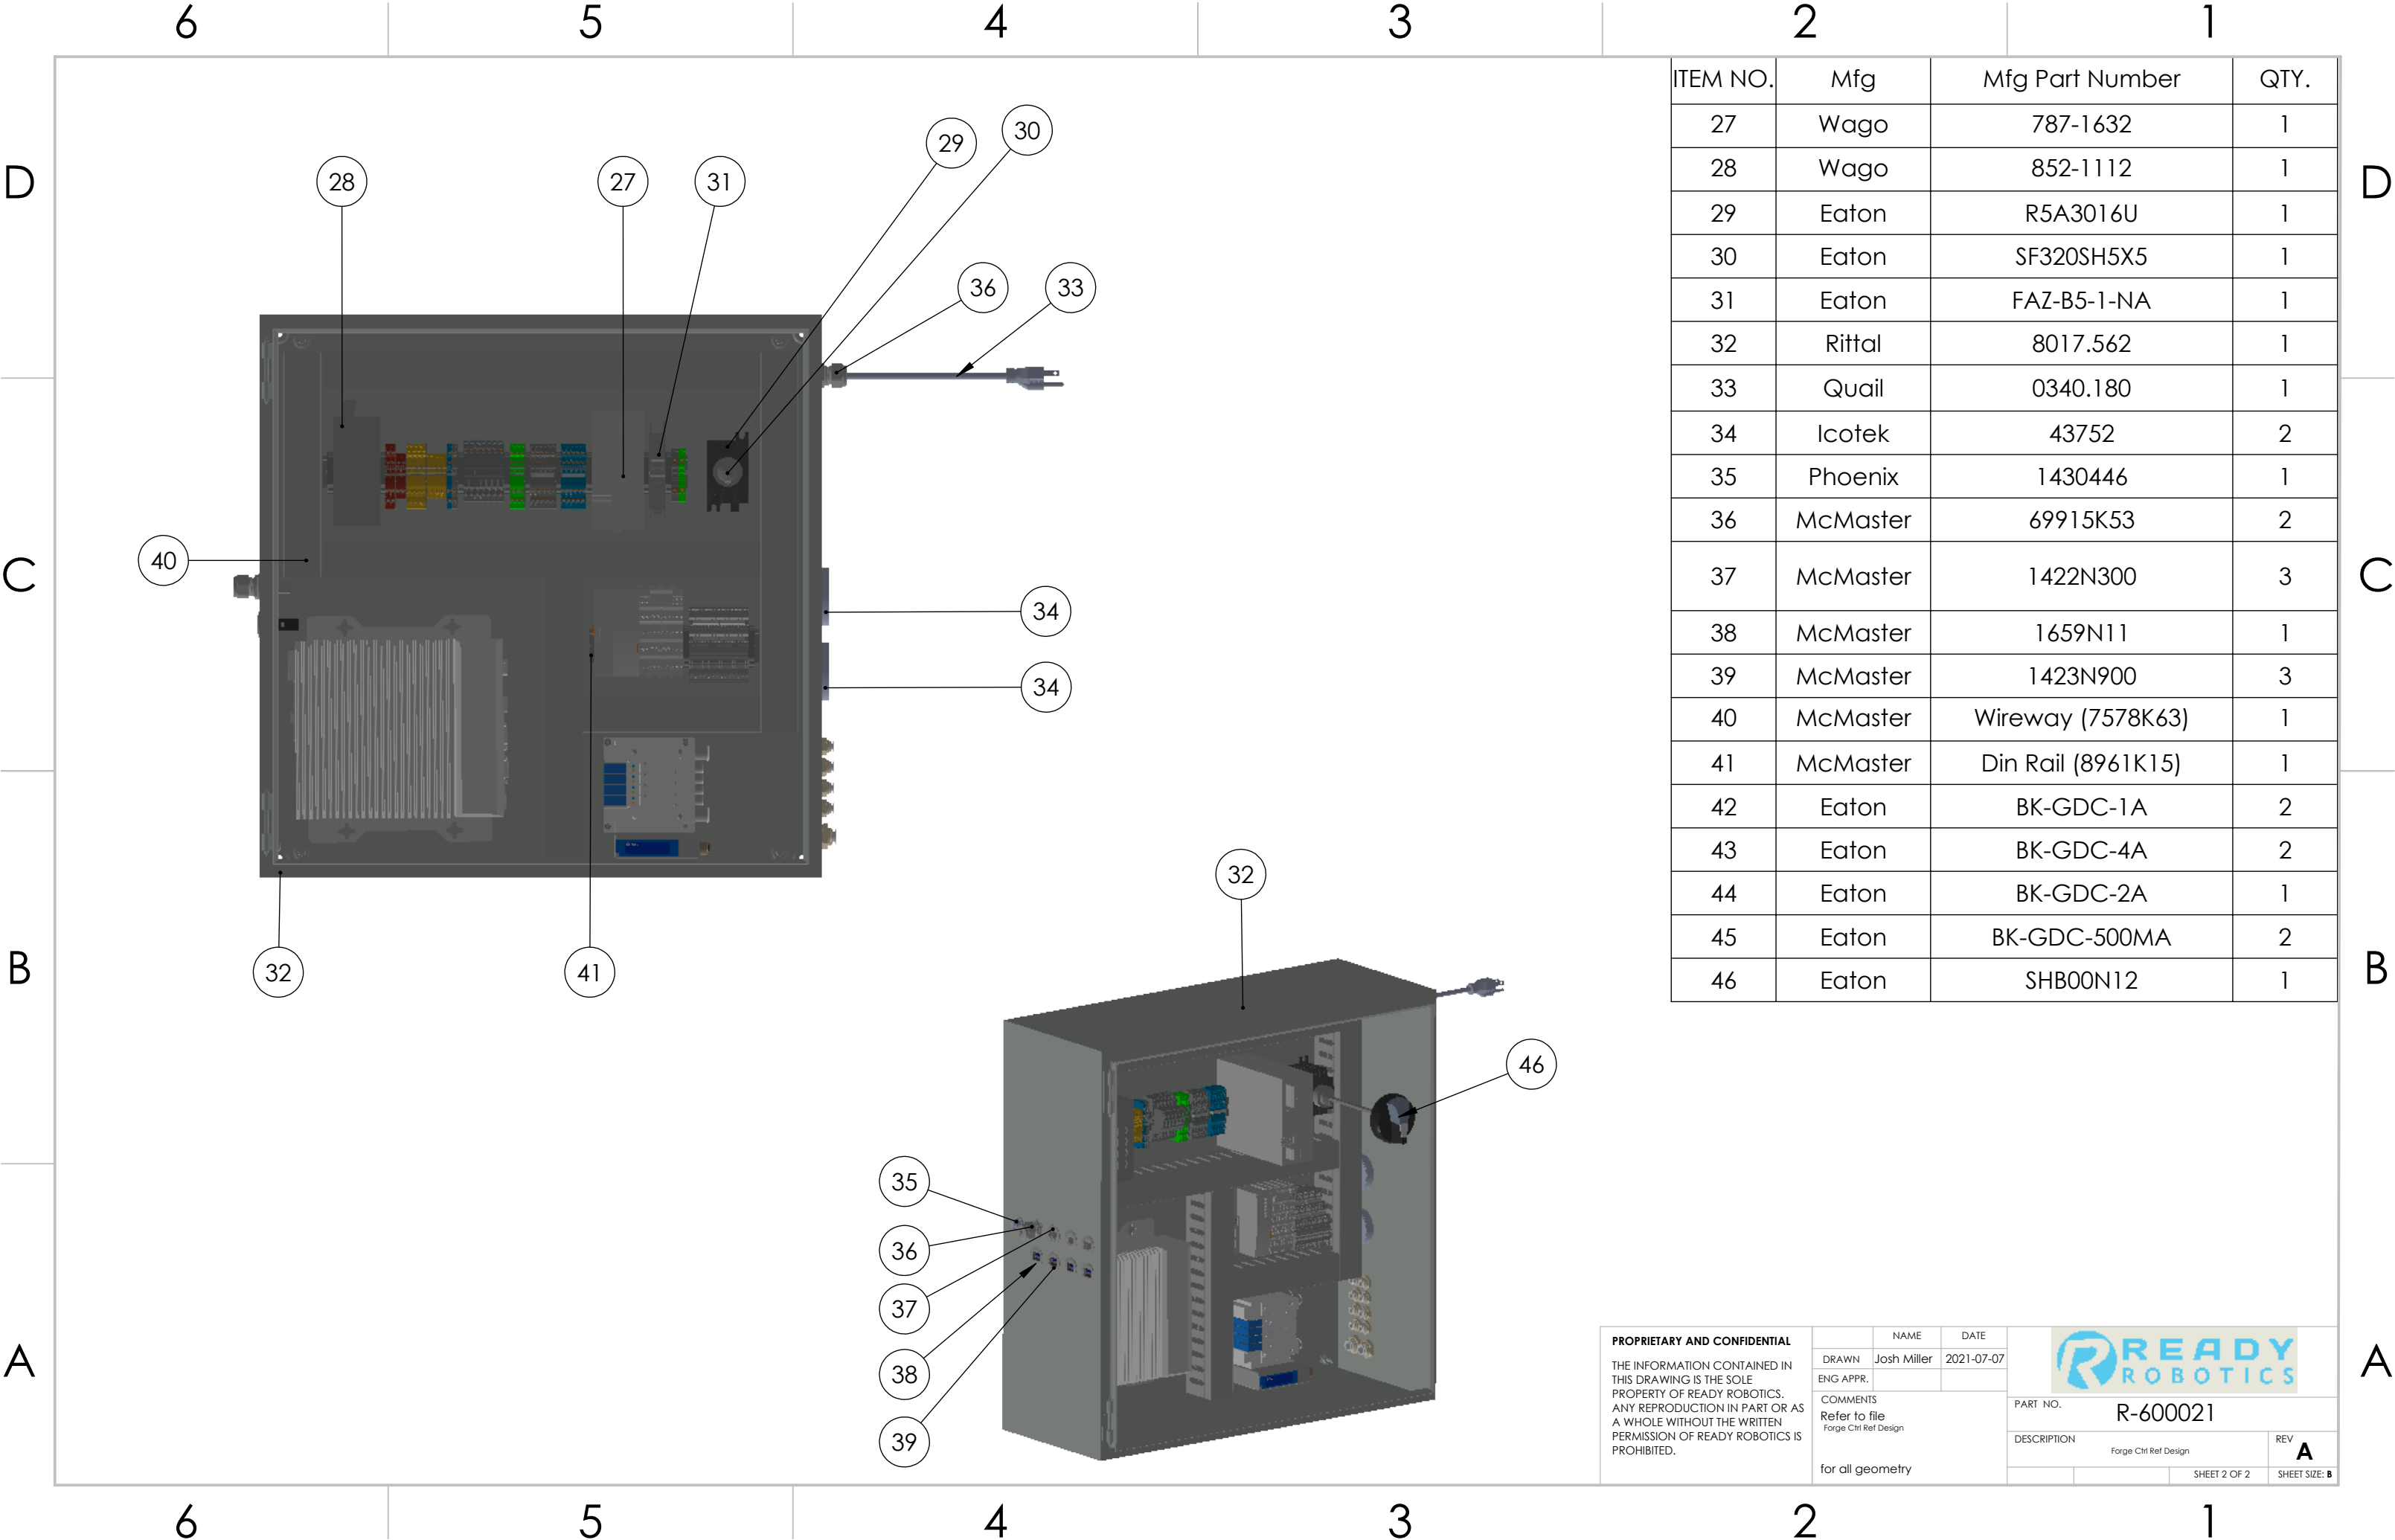 6 5 4 3 2 1
ITEM NO. Mfg Mfg Part Number QTY.
27 Wago 787-1632 1
28 Wago 852-1112 1
29 Eaton R5A3016U 1
30 Eaton SF320SH5X5 1
31 Eaton FAZ-B5-1-NA 1
32 Rittal 8017.562 1
33 Quail 0340.180 1
34 Icotek 43752 2
35 Phoenix 1430446 1
36 McMaster 69915K53 2
37 McMaster 1422N300 3
38 McMaster 1659N11 1
39 McMaster 1423N900 3
40 McMaster Wireway (7578K63) 1
41 McMaster Din Rail (8961K15) 1
42 Eaton BK-GDC-1A 2
43 Eaton BK-GDC-4A 2
44 Eaton BK-GDC-2A 1
45 Eaton BK-GDC-500MA 2
46 Eaton SHB00N12 1
D D
C C
B B
A A
30
29
28 27 31
36 33
40
34
34
32 41
32
46
35
36
37
38
39
PROPRIETARY AND CONFIDENTIAL
THE INFORMATION CONTAINED IN
THIS DRAWING IS THE SOLE
PROPERTY OF READY ROBOTICS.
ANY REPRODUCTION IN PART OR AS
A WHOLE WITHOUT THE WRITTEN
PERMISSION OF READY ROBOTICS IS
PROHIBITED.
NAME DATE
DRAWN Josh Miller 2021-07-07
ENG APPR.
COMMENTS
Refer to file
Forge Ctrl Ref Design
for all geometry
READY
ROBOTICS
PART NO. R-600021
DESCRIPTION
Forge Ctrl Ref Design
REV
A
SHEET 2 OF 2 SHEET SIZE: B
6 5 4 3 2 1